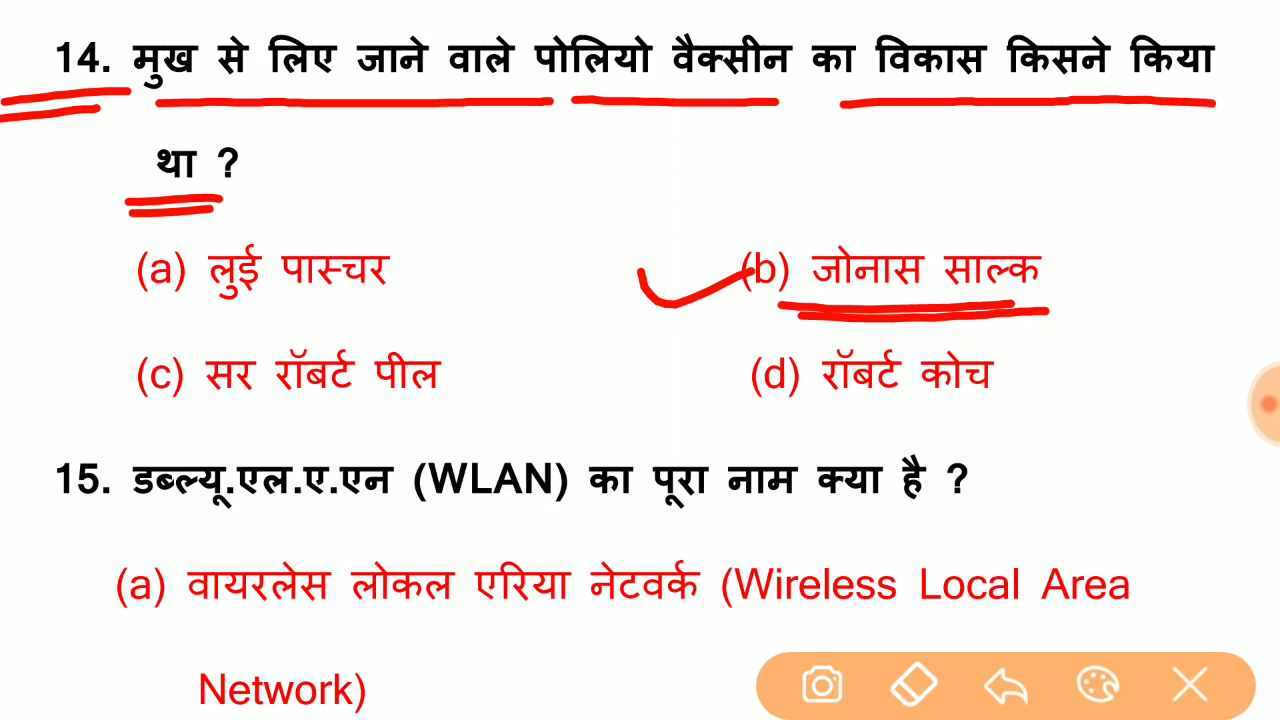 14. मुख से लिए जाने वाले पोलियो वैक्सीन का विकास किसने किया
था ?
(a) लुई पास्चर (b) जोनास साल्क
(c) सर रॉबर्ट पील (d) रॉबर्ट कोच
15. डब्ल्यू.एल.ए.एन (WLAN) का पूरा नाम क्या है ?
(a) वायरलेस लोकल एरिया नेटवर्क (Wireless Local Area
Network)